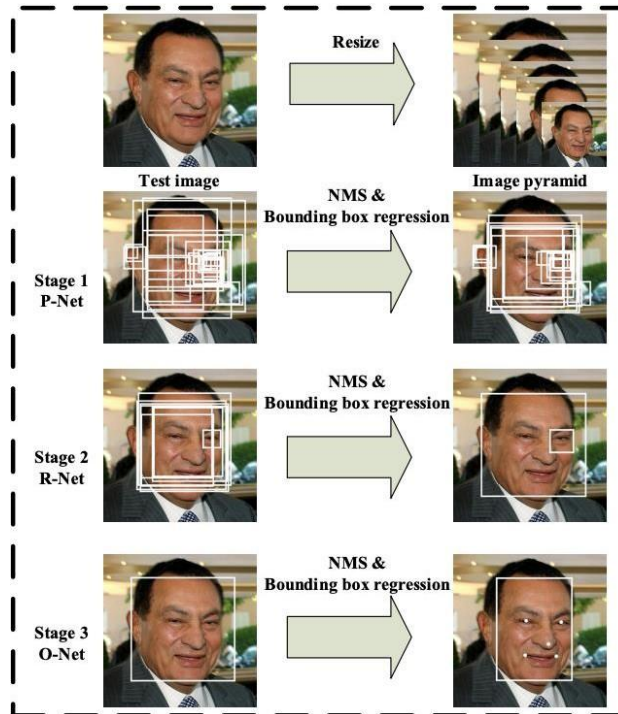 Resize
Test image
Image pyramid
NMS &
Bounding box regression
Stage 1
P-Net
NMS &
Bounding box regression
Stage 2
R-Net
NMS &
Bounding box regression
Stage 3
O-Net